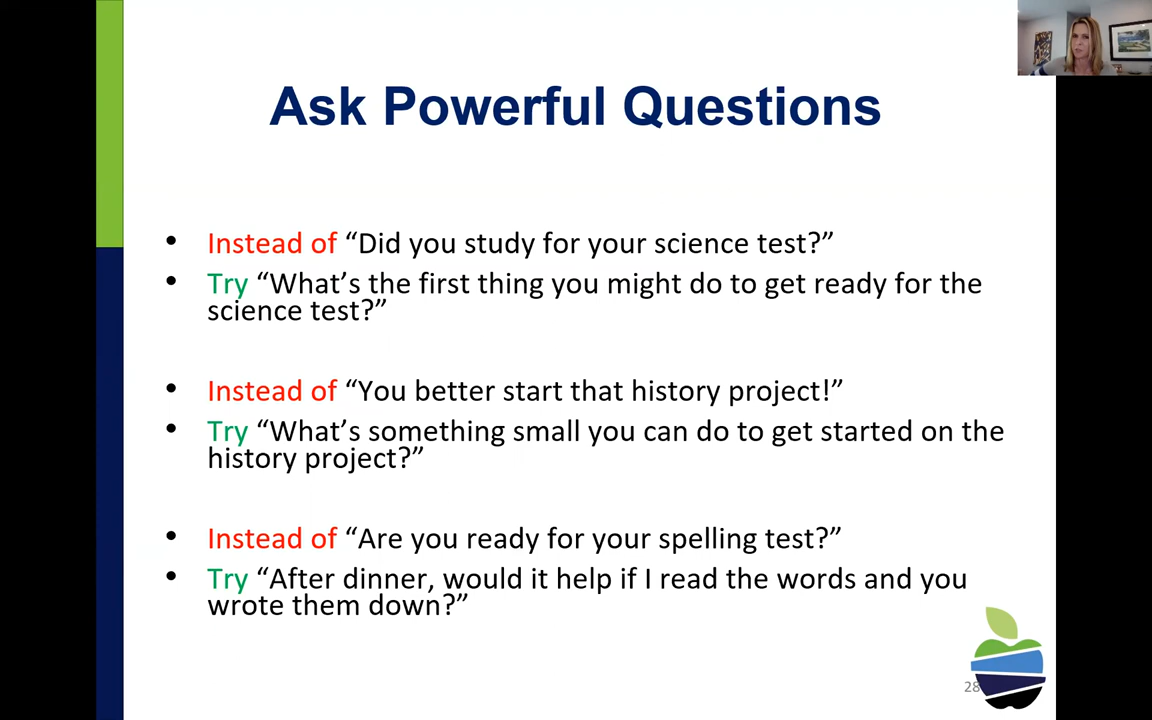 Ask Powerful Questions
• Instead of “Did you study for your science test?”
• Try “What’s the first thing you might do to get ready for the
science test?”
• Instead of “You better start that history project!”
• Try “What’s something small you can do to get started on the
history project?”
• Instead of “Are you ready for your spelling test?”
• Try “After dinner, would it help if I read the words and you
wrote them down?”
28